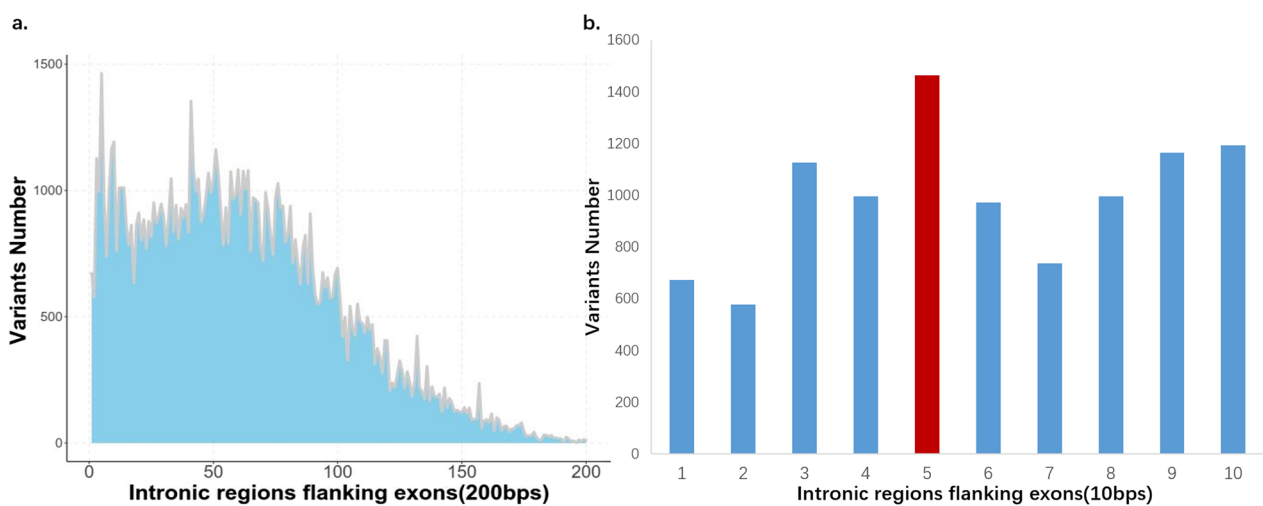 a.
1500
1000
500
0
Variants Number
0 50 100 150 200
Intronic regions flanking exons(200bps)
b.
1600
1400
1200
1000
800
600
400
200
0
Variants Number
1 2 3 4 5 6 7 8 9 10
Intronic regions flanking exons(10bps)